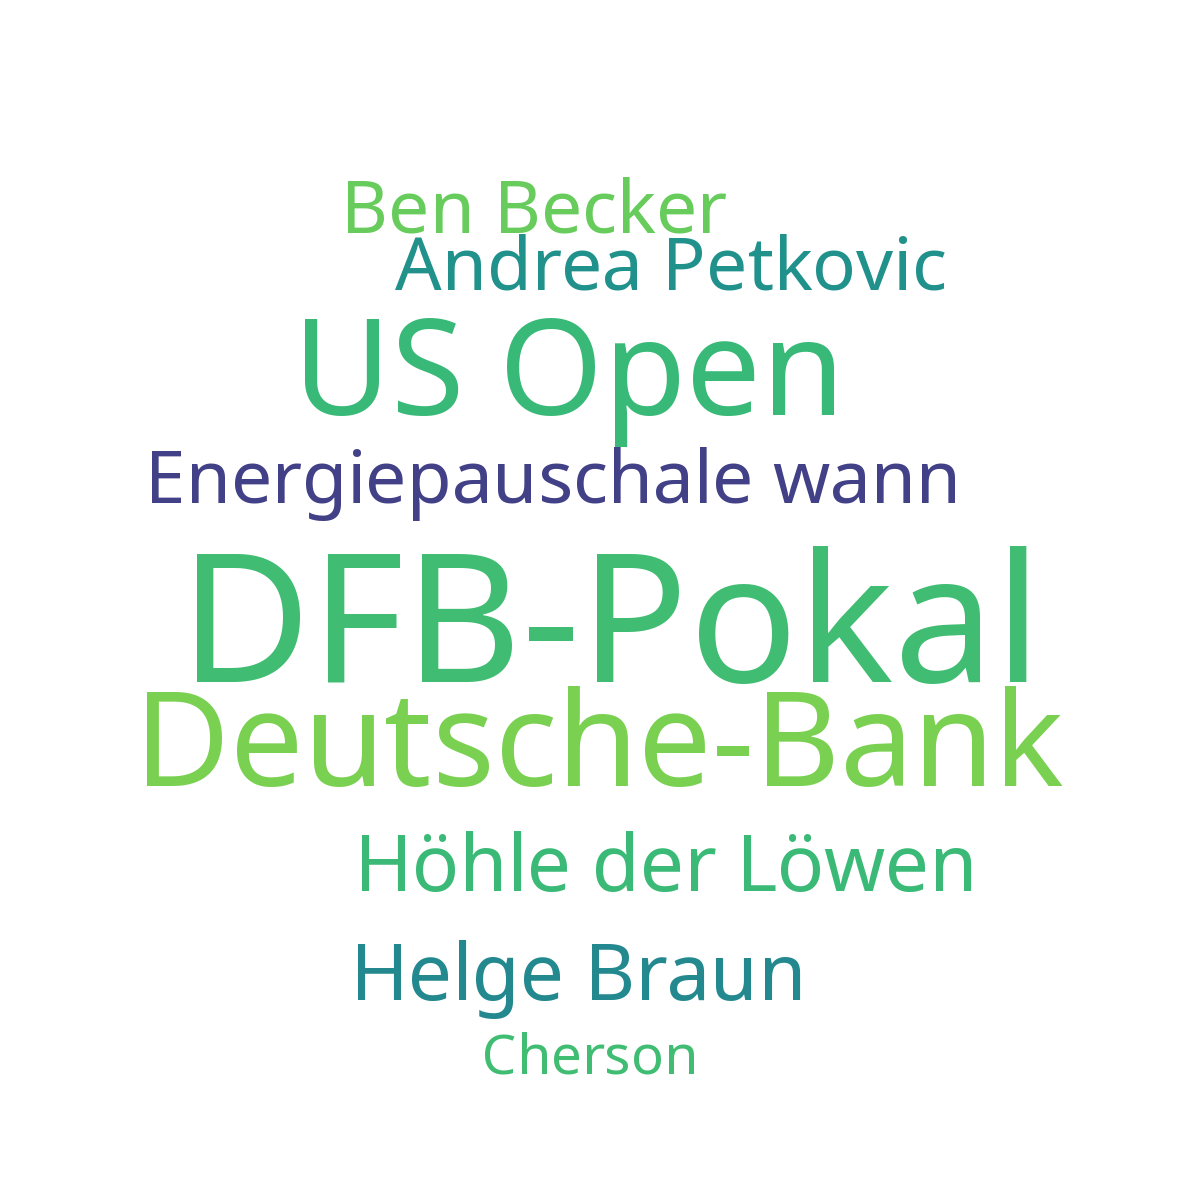 Ben Becker
Andrea Petkovic
US Open
Energiepauschale wann
DFB-Pokal
Deutsche-Bank
Höhle der Löwen
Helge Braun
Cherson